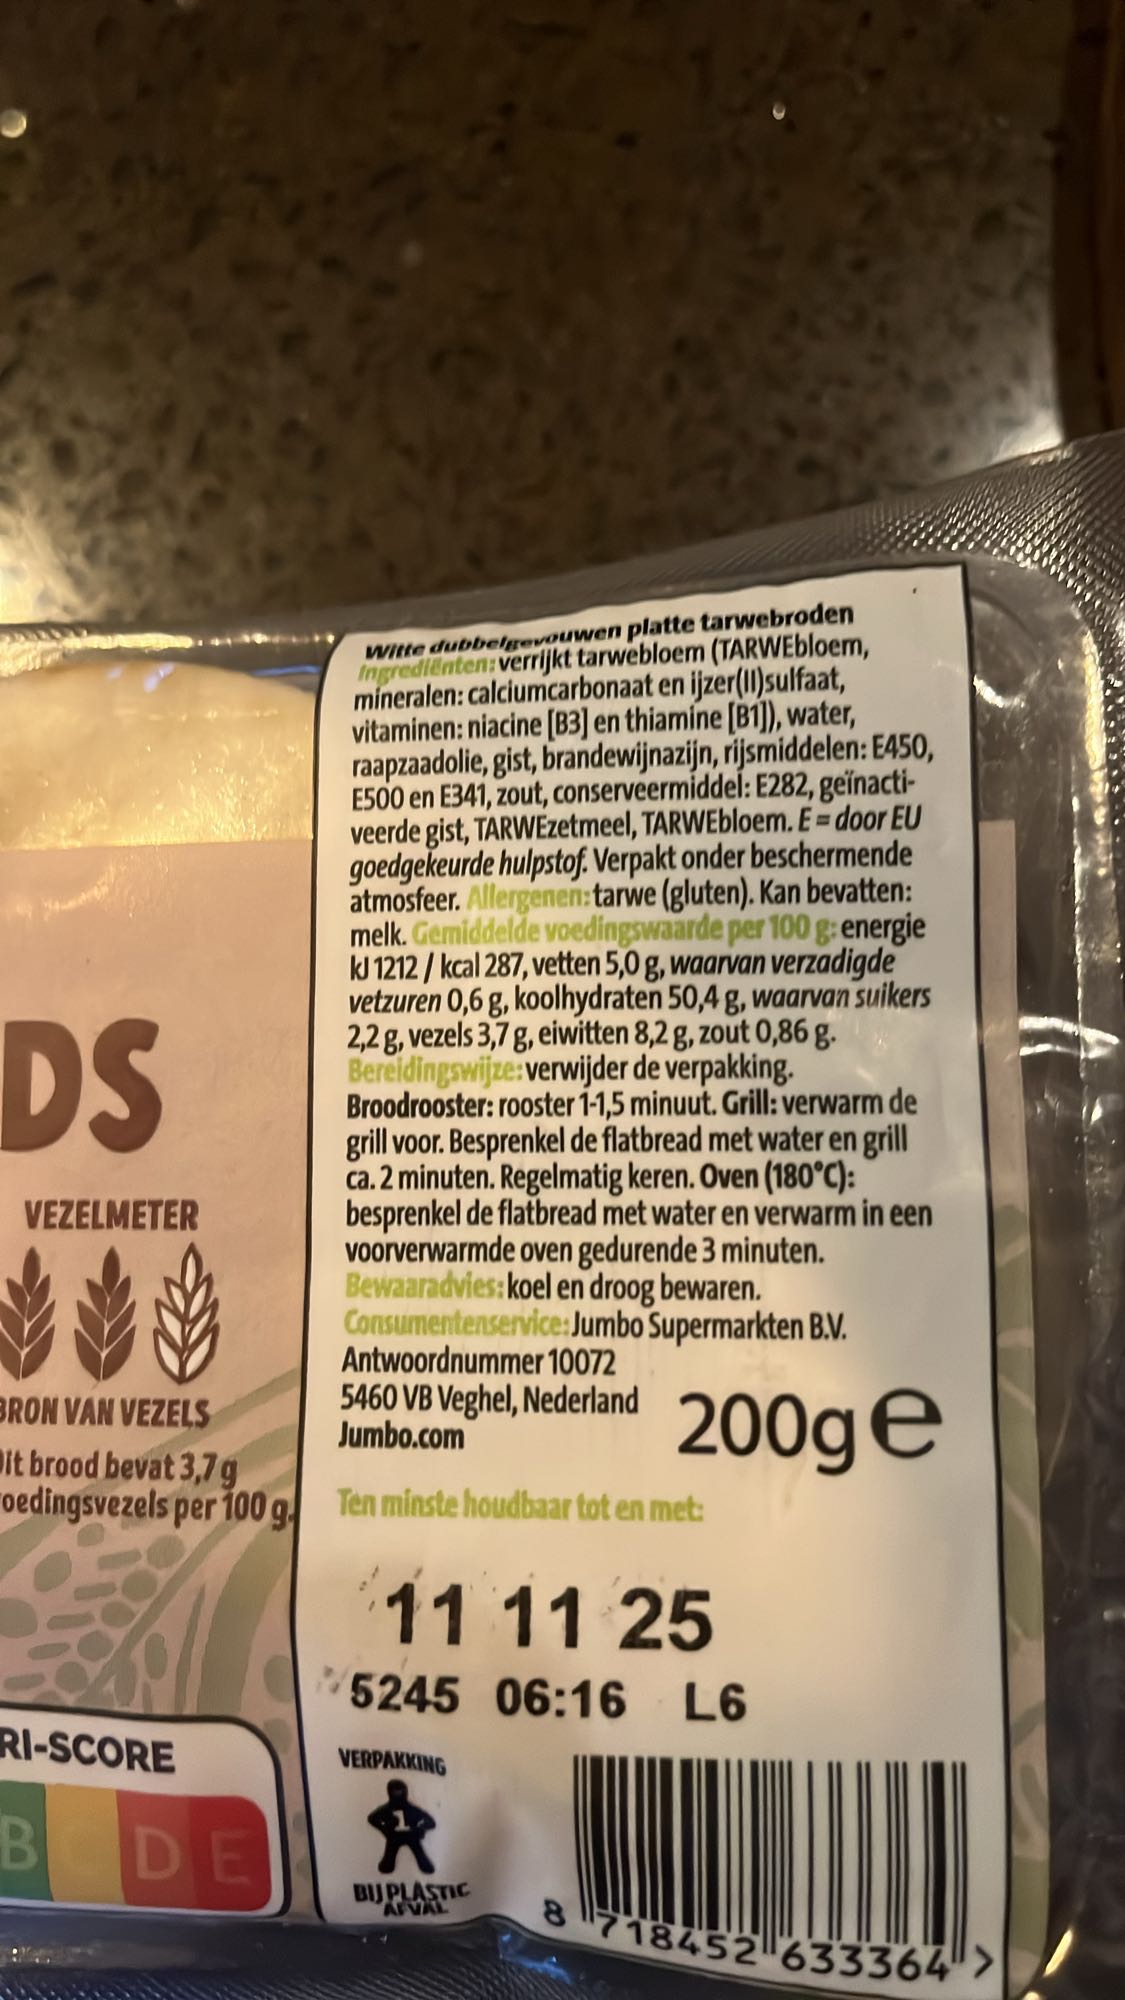 Witte dubbelgevouwen platte tarwebroden
Ingrediënten: verrijkt tarwebloem (TARWEbloem,
mineralen: calciumcarbonaat en ijzer(II)sulfaat,
vitaminen: niacine [B3] en thiamine [B1]), water,
raapzaadolie, gist, brandewijnazijn, rijsmiddelen: E450,
E500 en E341, zout, conserveermiddel: E282, geïnacti-
veerde gist, TARWEzetmeel, TARWEbloem. E = door EU
goedgekeurde hulpstof. Verpakt onder beschermende
atmosfeer. Allergenen: tarwe (gluten). Kan bevatten:
melk. Gemiddelde voedingswaarde per 100 g: energie
kJ 1212 / kcal 287, vetten 5,0 g, waarvan verzadigde
vetzuren 0,6 g, koolhydraten 50,4 g, waarvan suikers
2,2 g, vezels 3,7 g, eiwitten 8,2 g, zout 0,86 g.
Bereidingswijze: verwijder de verpakking.
Broodrooster: rooster 1-1,5 minuut. Grill: verwarm de
grill voor. Besprenkel de flatbread met water en grill
ca. 2 minuten. Regelmatig keren. Oven (180°C):
besprenkel de flatbread met water en verwarm in een
voorverwarmde oven gedurende 3 minuten.
Bewaaradvies: koel en droog bewaren.
Consumentenservice: Jumbo Supermarkten B.V.
Antwoordnummer 10072
5460 VB Veghel, Nederland
Jumbo.com
200g e
Ten minste houdbaar tot en met:
11 11 25
5245 06:16 L6
VERPAKKING
1
BIJ PLASTIC
AFVAL
8 718452 633364 >
DS
VEZELMETER
BRON VAN VEZELS
Dit brood bevat 3,7 g
oedingsvezels per 100 g.
RI-SCORE
B D E